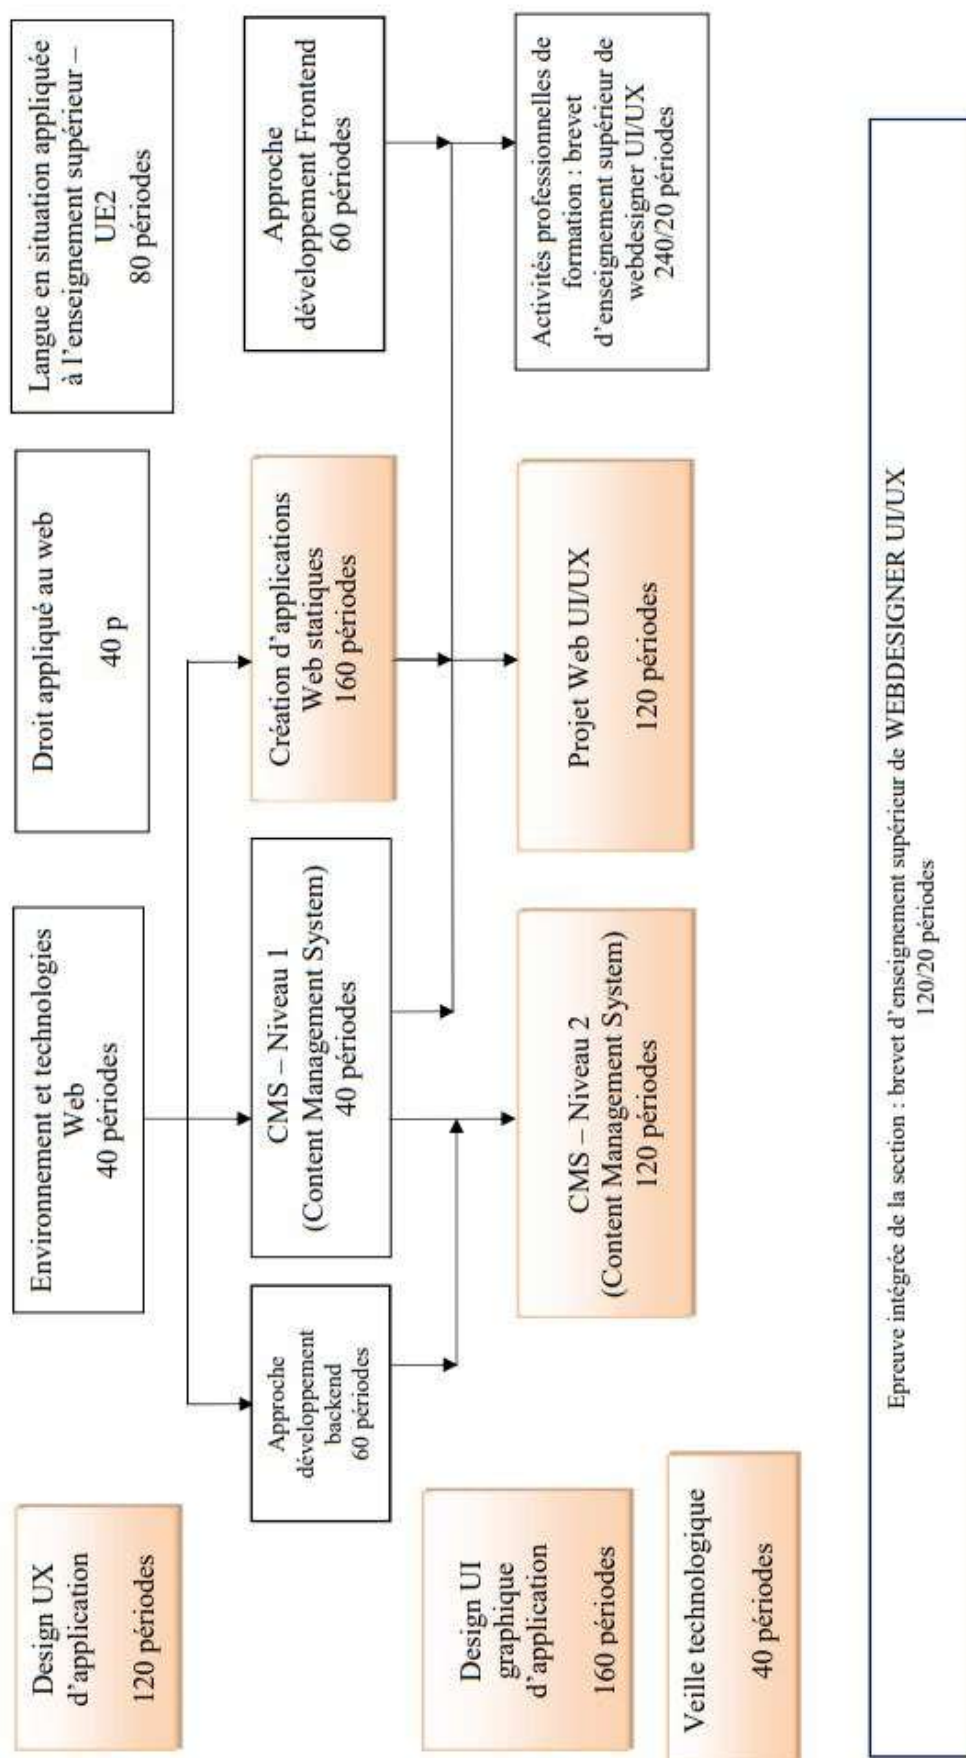 Design UX
d'application
120 périodes
Environnement et technologies
Web
40 périodes
Droit appliqué au web
40 p
Langue en situation appliquée
à l'enseignement supérieur –
UE2
80 périodes
Approche
développement
backend
60 périodes
CMS – Niveau 1
(Content Management System)
40 périodes
Création d'applications
Web statiques
160 périodes
Approche
développement Frontend
60 périodes
Design UI
graphique
d'application
160 périodes
CMS – Niveau 2
(Content Management System)
120 périodes
Projet Web UI/UX
120 périodes
Activités professionnelles de
formation : brevet
d'enseignement supérieur de
webdesigner UI/UX
240/20 périodes
Veille technologique
40 périodes
Epreuve intégrée de la section : brevet d'enseignement supérieur de WEBDESIGNER UI/UX
120/20 périodes